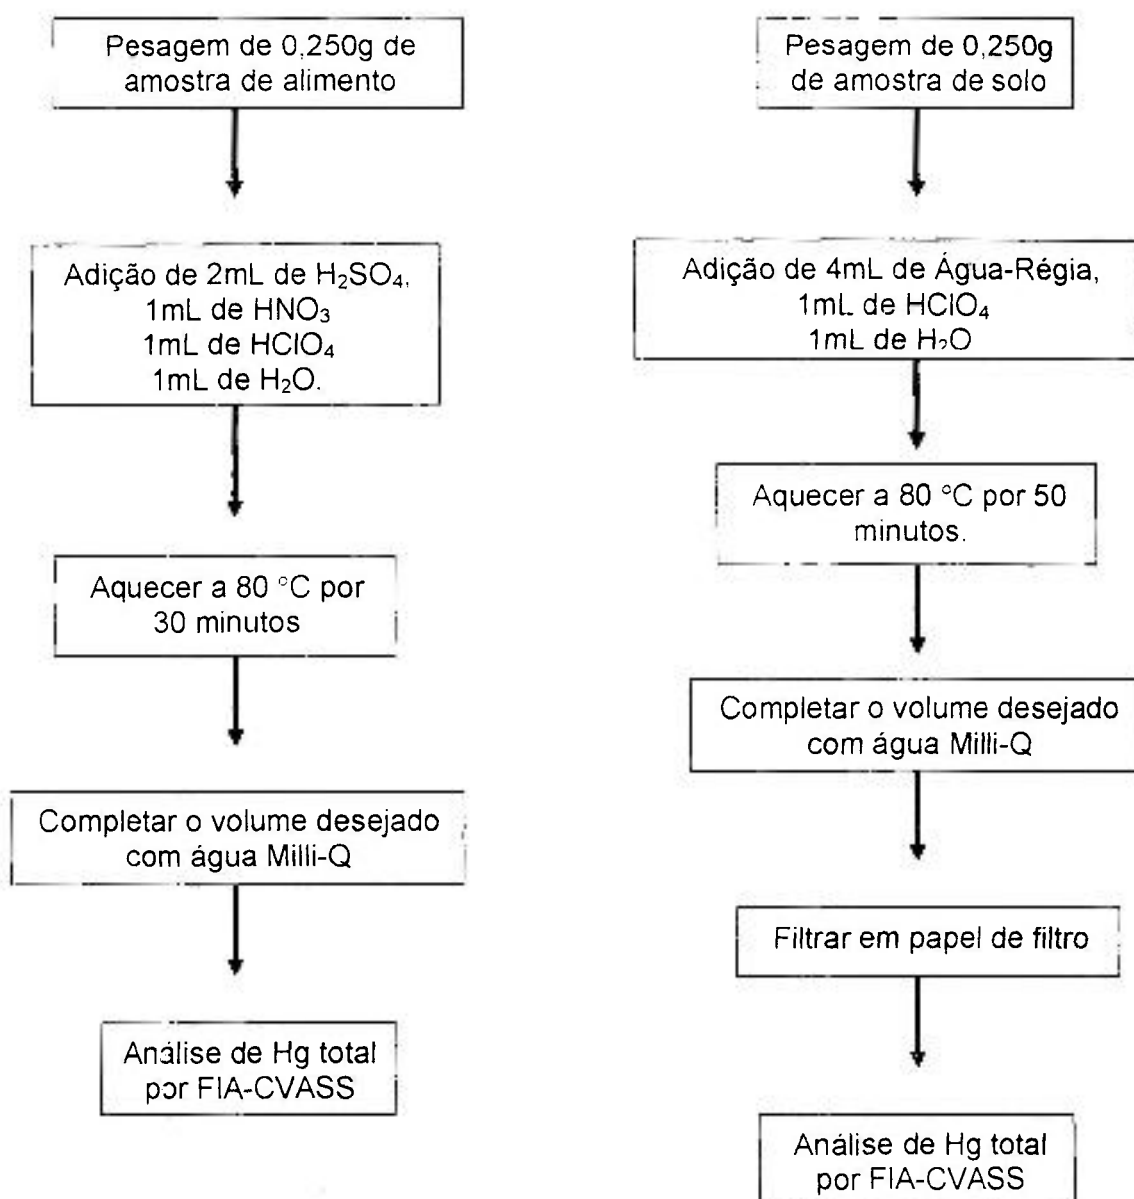 Pesagem de 0,250g de
amostra de alimento
Adição de 2mL de H₂SO₄,
1mL de HNO₃
1mL de HClO₄
1mL de H₂O.
Aquecer a 80 °C por
30 minutos
Completar o volume desejado
com água Milli-Q
Análise de Hg total
por FIA-CVASS
Pesagem de 0,250g
de amostra de solo
Adição de 4mL de Água-Régia,
1mL de HClO₄
1mL de H₂O
Aquecer a 80 °C por 50
minutos.
Completar o volume desejado
com água Milli-Q
Filtrar em papel de filtro
Análise de Hg total
por FIA-CVASS